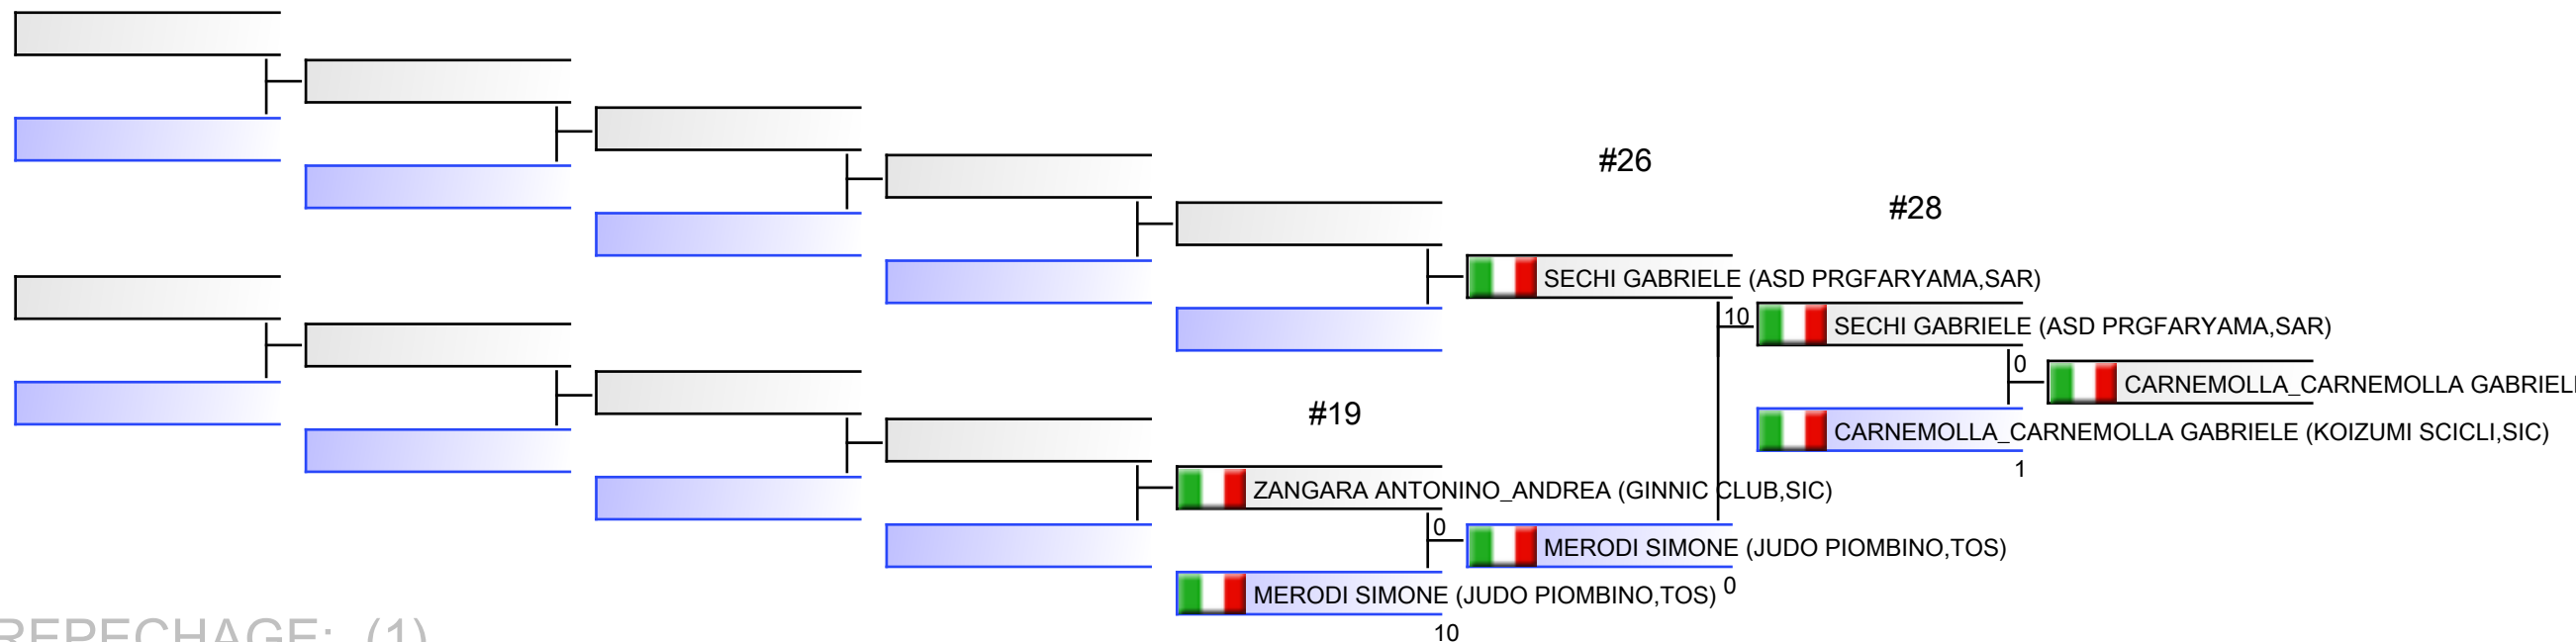 #26
#28
SECHI GABRIELE (ASD PRGFARYAMA,SAR)
10
SECHI GABRIELE (ASD PRGFARYAMA,SAR)
0
CARNEMOLLA_CARNEMOLLA GABRIEL
#19
CARNEMOLLA_CARNEMOLLA GABRIELE (KOIZUMI SCICLI,SIC)
1
ZANGARA ANTONINO_ANDREA (GINNIC CLUB,SIC)
0
MERODI SIMONE (JUDO PIOMBINO,TOS)
0
MERODI SIMONE (JUDO PIOMBINO,TOS)
10
REPECHAGE: (1)